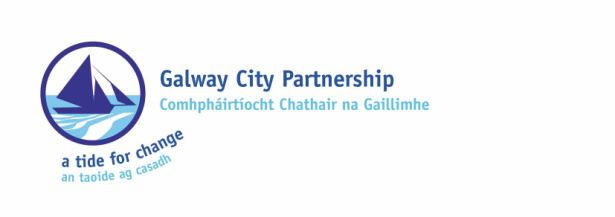 Galway City Partnership
Comhpháirtíocht Chathair na Gaillimhe
a tide for change
an taoide ag casadh